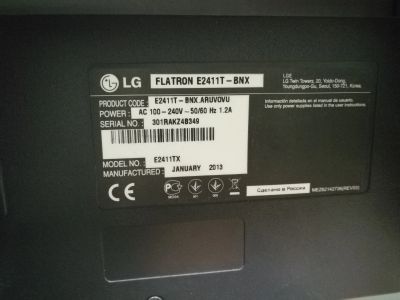 LG FLATRON E2411T-BNX
PRODUCT CODE : E2411T-BNX.ARUVOVU
POWER : AC 100-240V~50/60 Hz 1.2A
SERIAL NO. : 301RAKZ4B349
MODEL NO. : E2411TX
MANUFACTURED : JANUARY 2013
CE
LGE
LG Twin Towers, 20, Yoido-Dong,
Youngdungpo-Gu, Seoul, 150-721, Korea.
Información detallada en el manual de usuario.
Use only power supplies listed in the user instructions.
Сделано в России